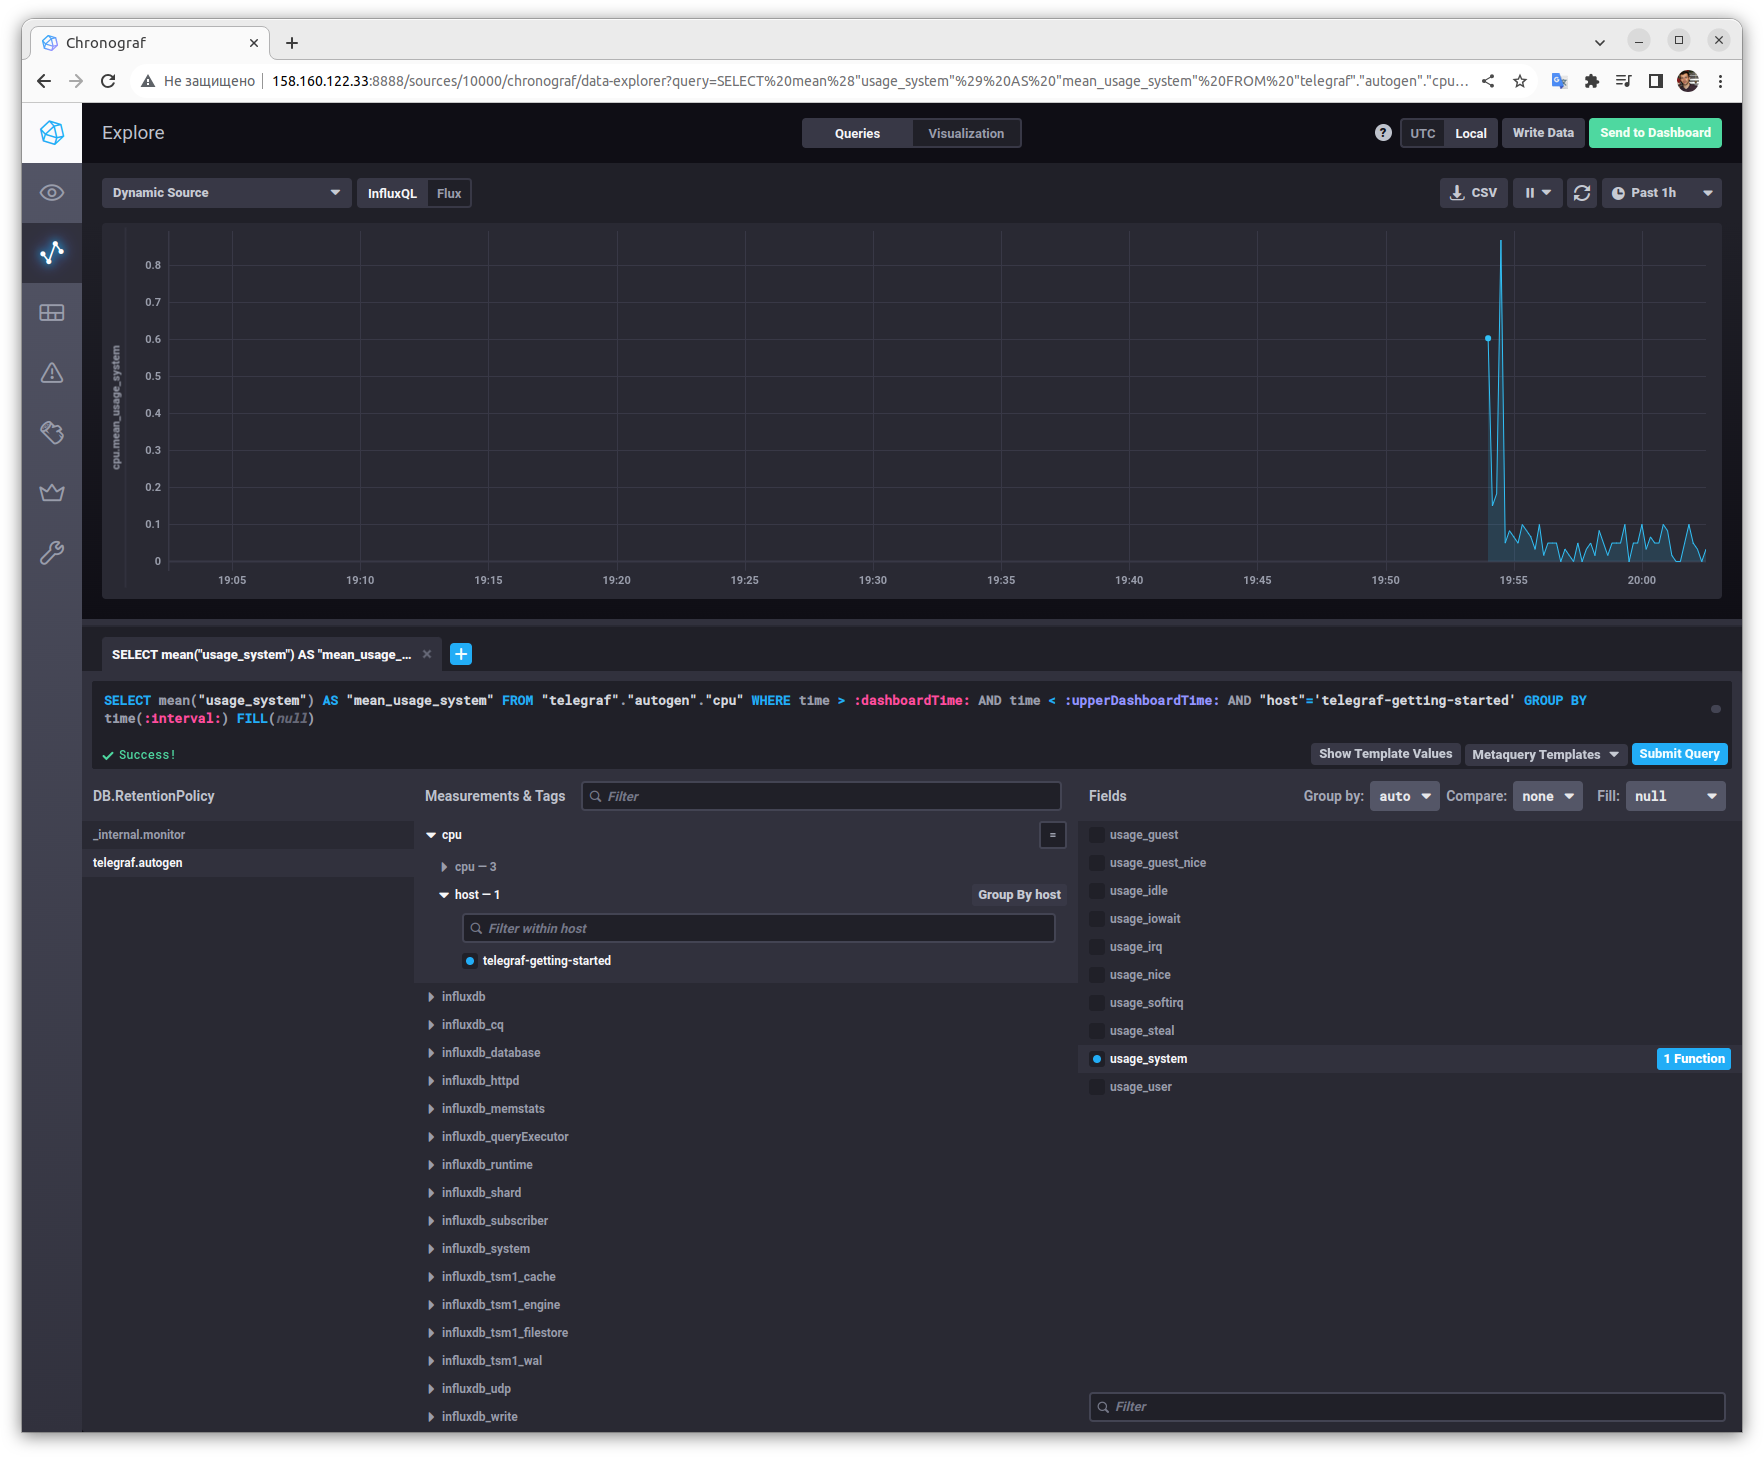 Chronograf
Не защищено
158.160.122.33:8888/sources/10000/chronograf/data-explorer?query=SELECT%20mean%28"usage_system"%29%20AS%20"mean_usage_system"%20FROM%20"telegraf"."autogen"."cpu...
Explore
Queries
Visualization
?
UTC
Local
Write Data
Send to Dashboard
Dynamic Source
InfluxQL
Flux
CSV
Past 1h
cpu.mean_usage_system
0.8
0.7
0.6
0.5
0.4
0.3
0.2
0.1
0
19:05
19:10
19:15
19:20
19:25
19:30
19:35
19:40
19:45
19:50
19:55
20:00
SELECT mean("usage_system") AS "mean_usage_...
SELECT mean("usage_system") AS "mean_usage_system" FROM "telegraf"."autogen"."cpu" WHERE time > :dashboardTime: AND time < :upperDashboardTime: AND "host"='telegraf-getting-started' GROUP BY
time(:interval:) FILL(null)
Success!
Show Template Values
Metaquery Templates
Submit Query
DB.RetentionPolicy
_internal.monitor
telegraf.autogen
Measurements & Tags
Filter
cpu
=
cpu — 3
host — 1
Group By host
Filter within host
telegraf-getting-started
influxdb
influxdb_cq
influxdb_database
influxdb_httpd
influxdb_memstats
influxdb_queryExecutor
influxdb_runtime
influxdb_shard
influxdb_subscriber
influxdb_system
influxdb_tsm1_cache
influxdb_tsm1_engine
influxdb_tsm1_filestore
influxdb_tsm1_wal
influxdb_udp
influxdb_write
Fields
Group by:
auto
Compare:
none
Fill:
null
usage_guest
usage_guest_nice
usage_idle
usage_iowait
usage_irq
usage_nice
usage_softirq
usage_steal
usage_system
1 Function
usage_user
Filter